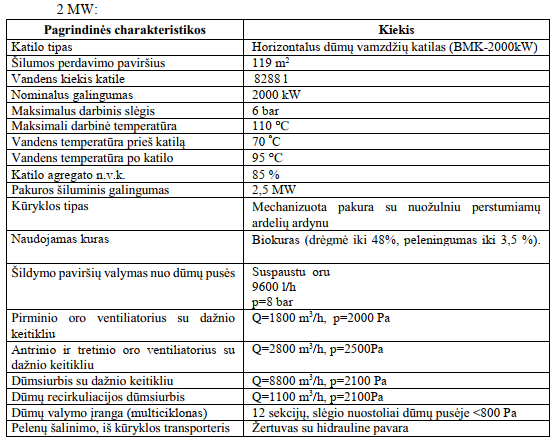 2 MW:
Pagrindinės charakteristikos Kiekis
Katilo tipas Horizontalus dūmų vamzdžių katilas (BMK-2000kW)
Šilumos perdavimo paviršius 119 m²
Vandens kiekis katile 8288 l
Nominalus galingumas 2000 kW
Maksimalus darbinis slėgis 6 bar
Maksimali darbinė temperatūra 110 °C
Vandens temperatūra prieš katilą 70 °C
Vandens temperatūra po katilo 95 °C
Katilo agregato n.v.k. 85 %
Pakuros šiluminis galingumas 2,5 MW
Kūryklos tipas Mechanizuota pakura su nuožulniu perstumiamų
ardelių ardynu
Naudojamas kuras Biokuras (drėgmė iki 48%, peleningumas iki 3,5 %).
Šildymo paviršių valymas nuo dūmų pusės Suspaustu oru
9600 l/h
p=8 bar
Pirminio oro ventiliatorius su dažnio Q=1800 m³/h, p=2000 Pa
keitikliu
Antrinio ir tretinio oro ventiliatorius su Q=2800 m³/h, p=2500Pa
dažnio keitikliu
Dūmsiurbis su dažnio keitikliu Q=8800 m³/h, p=2100 Pa
Dūmų recirkuliacijos dūmsiurbis Q=1100 m³/h, p=2100Pa
Dūmų valymo įranga (multiciklonas) 12 sekcijų, slėgio nuostoliai dūmų pusėje <800 Pa
Pelenų šalinimo, iš kūryklos transporteris Žertuvas su hidrauline pavara